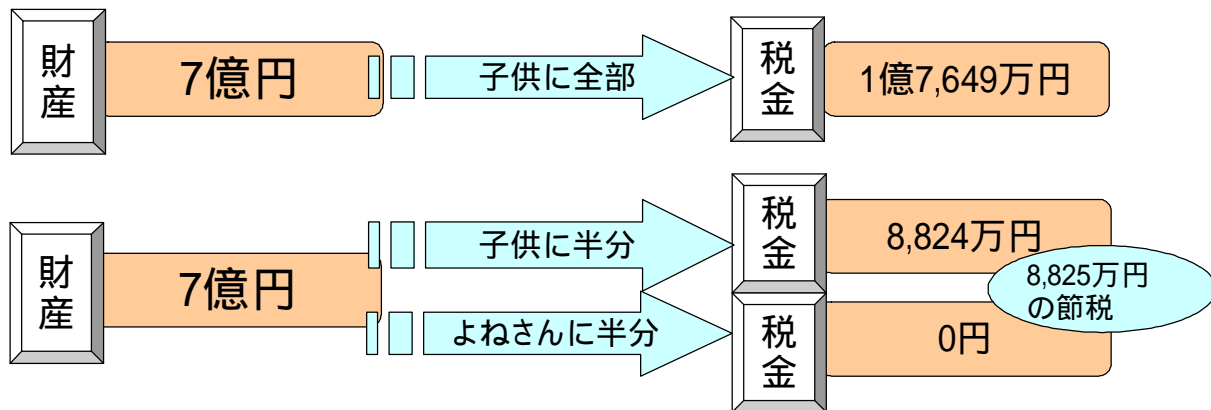 財産
7億円
子供に全部
税金
1億7,649万円
財産
7億円
子供に半分
税金
8,824万円
よねさんに半分
税金
0円
8,825万円
の節税